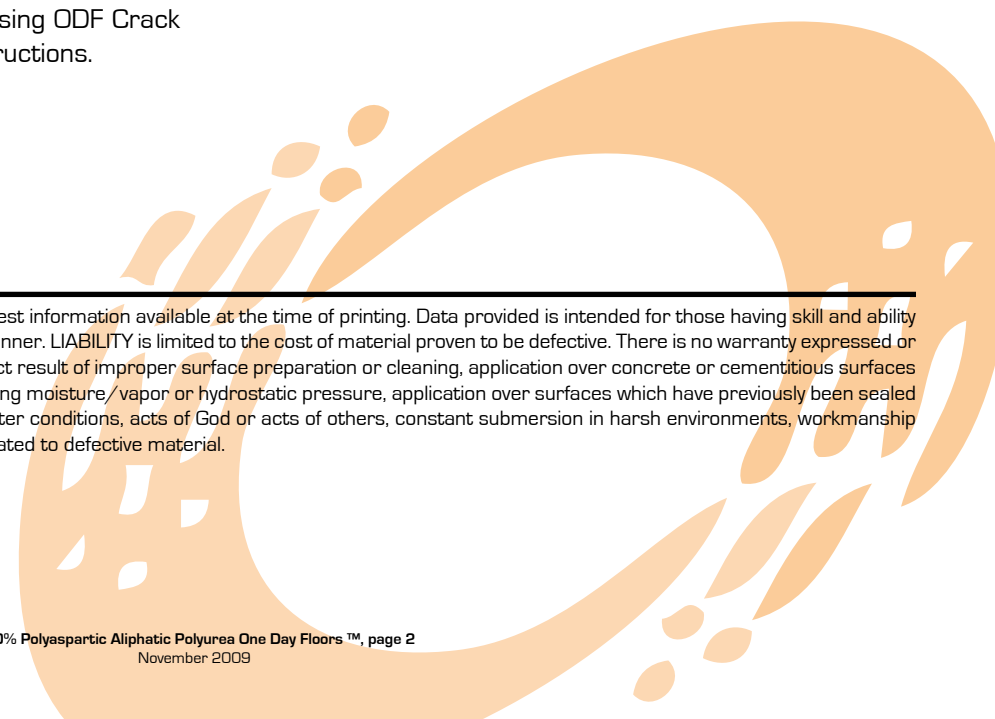 sing ODF Crack
ructions.
est information available at the time of printing. Data provided is intended for those having skill and ability
nner. LIABILITY is limited to the cost of material proven to be defective. There is no warranty expressed or
ct result of improper surface preparation or cleaning, application over concrete or cementitious surfaces
ng moisture/vapor or hydrostatic pressure, application over surfaces which have previously been sealed
ter conditions, acts of God or acts of others, constant submersion in harsh environments, workmanship
ated to defective material.
0% Polyaspartic Aliphatic Polyurea One Day Floors ™, page 2
November 2009